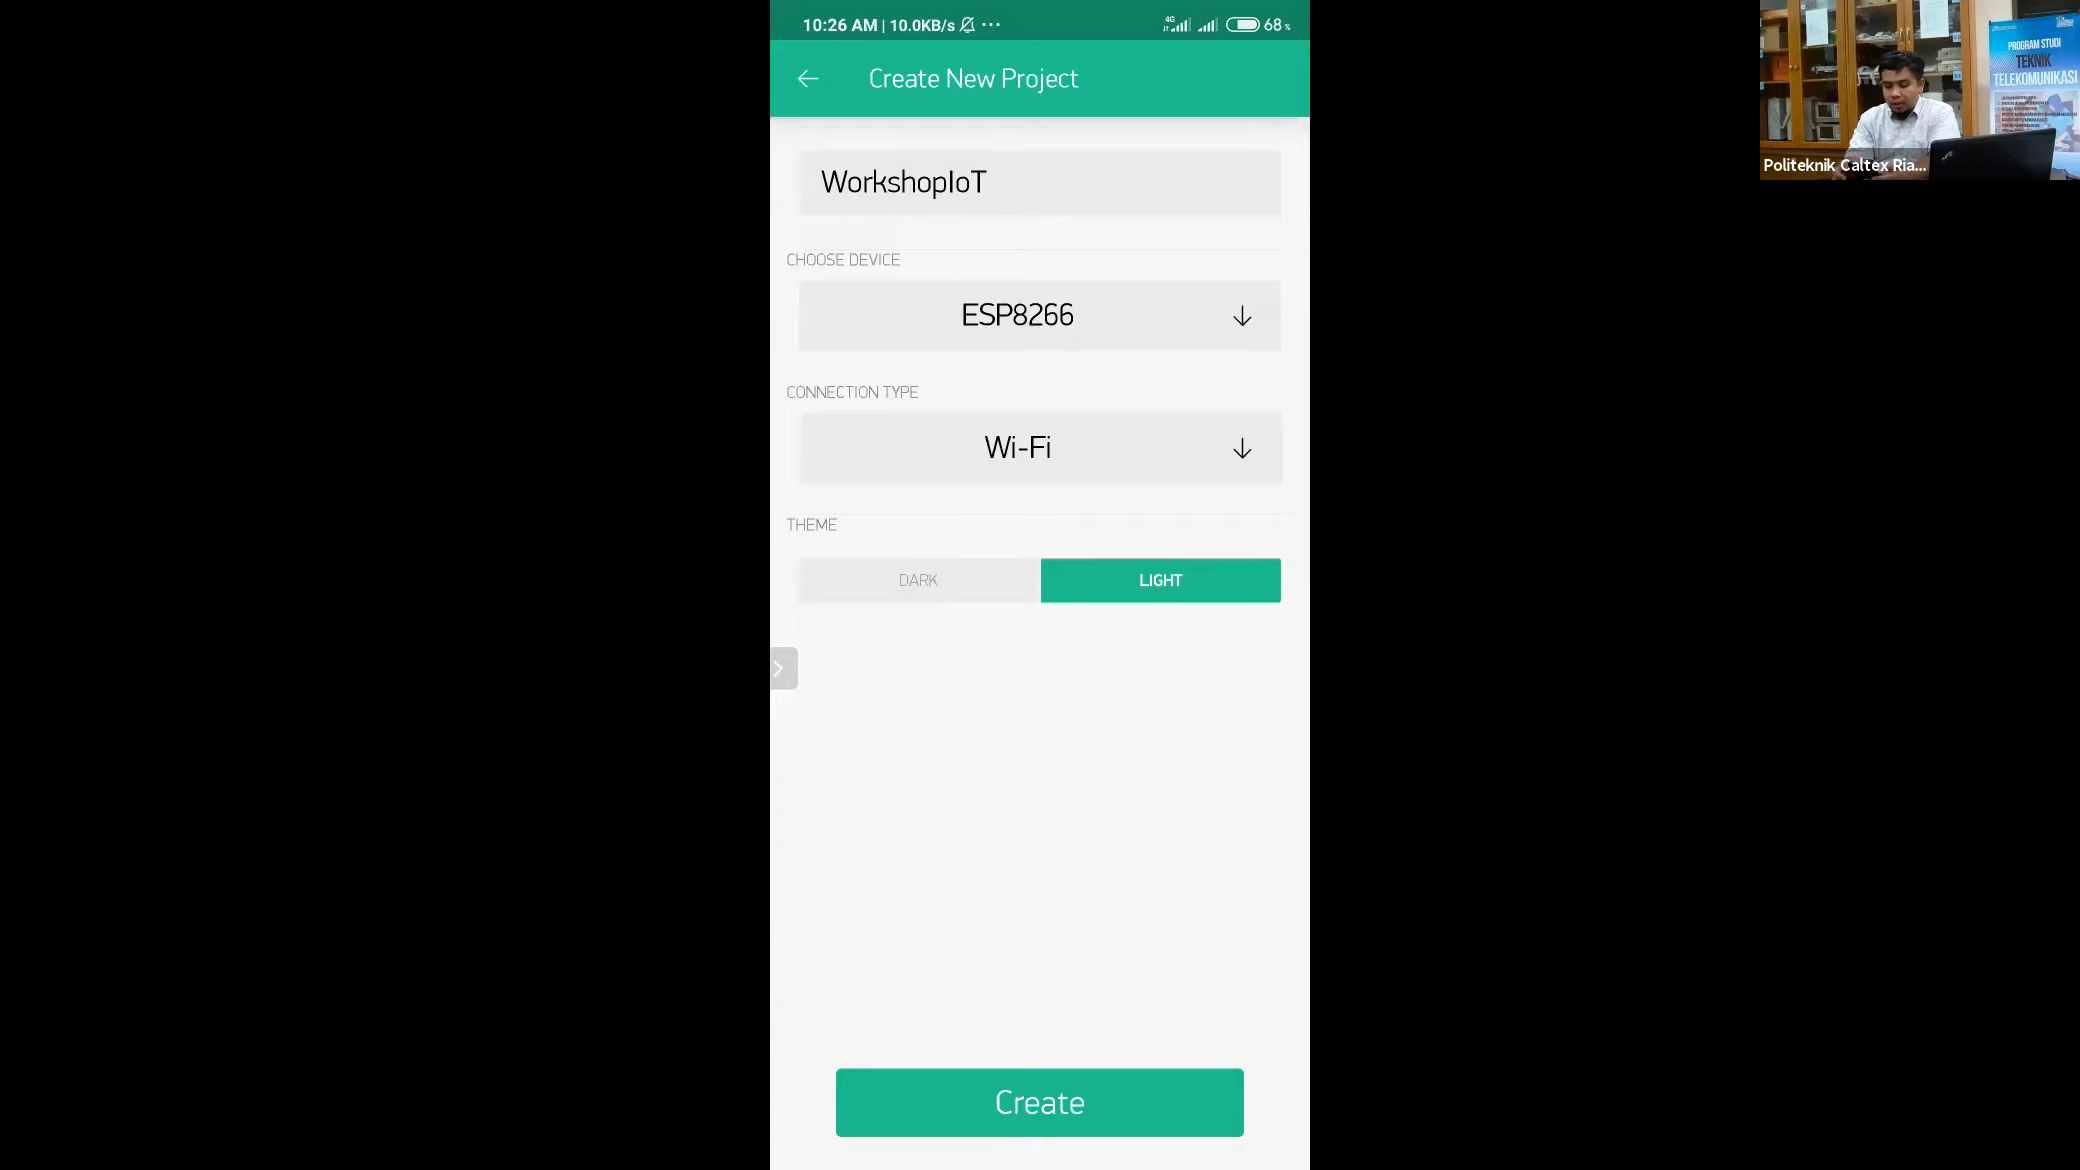 10:26 AM | 10.0KB/s ...
4G 68%
Create New Project
WorkshopIoT
CHOOSE DEVICE
ESP8266
CONNECTION TYPE
Wi-Fi
THEME
DARK
LIGHT
Create
PROGRAM STUDI
TEKNIK
TELEKOMUNIKASI
Politeknik Caltex Ria...